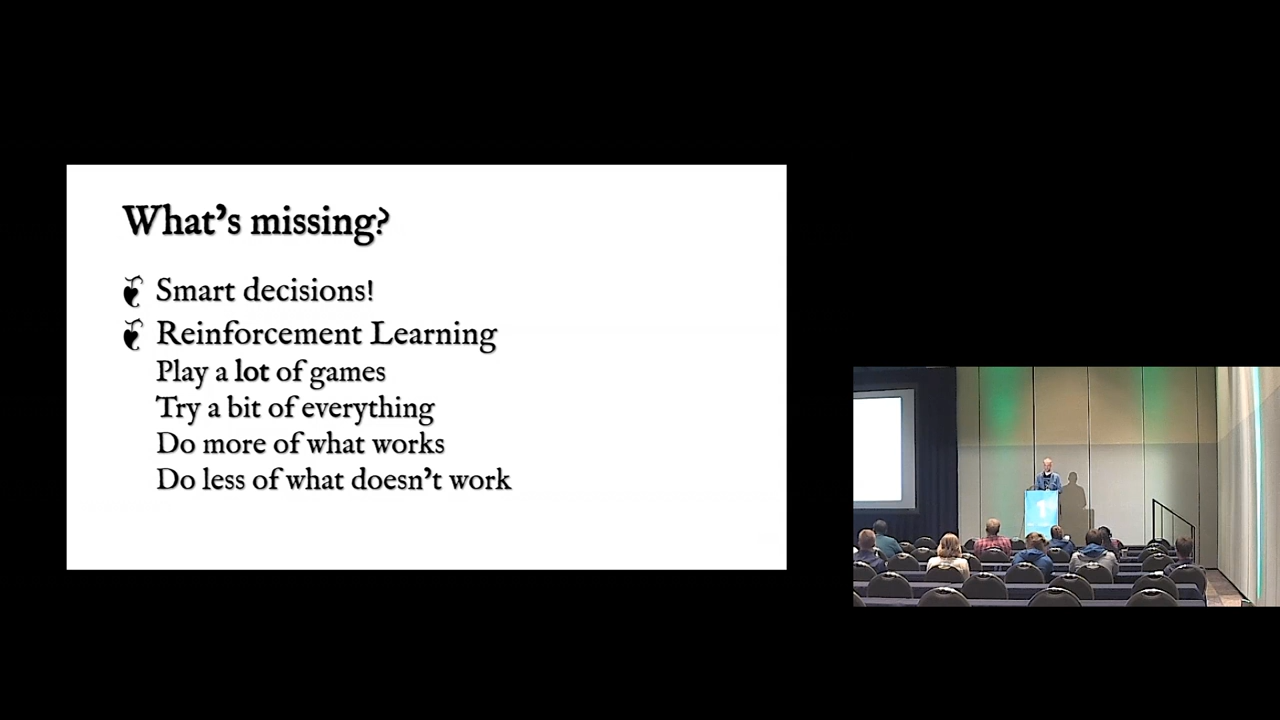 What's missing?
Smart decisions!
Reinforcement Learning
Play a lot of games
Try a bit of everything
Do more of what works
Do less of what doesn't work